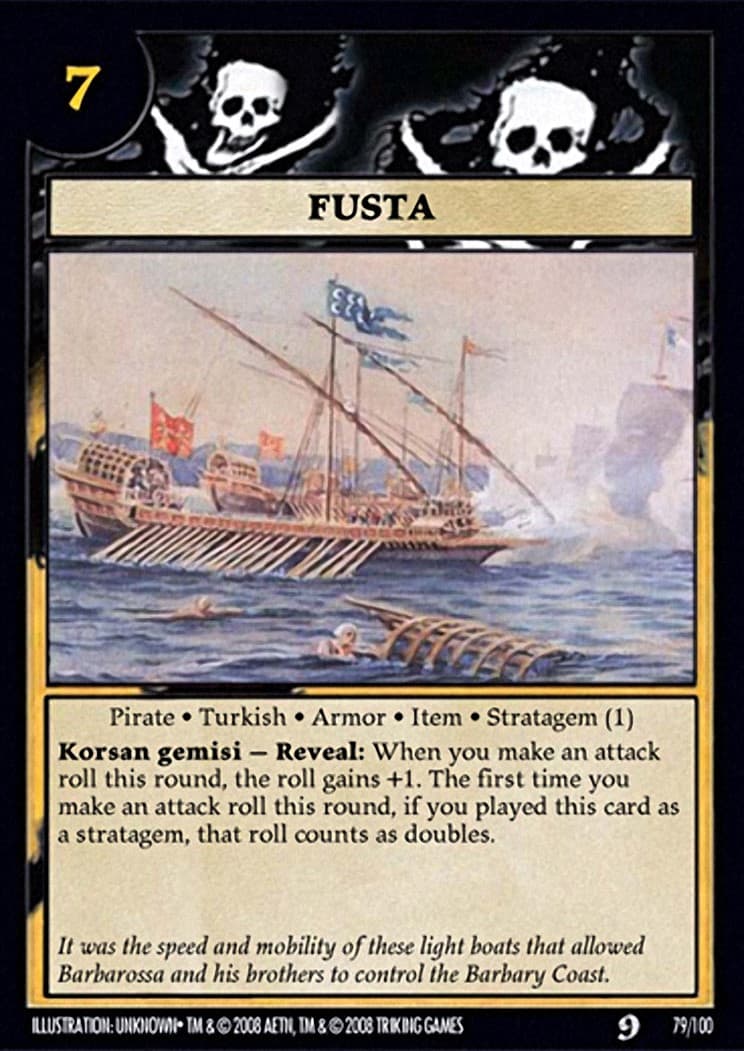 7
FUSTA
Pirate • Turkish • Armor • Item • Stratagem (1)
Korsan gemisi – Reveal: When you make an attack
roll this round, the roll gains +1. The first time you
make an attack roll this round, if you played this card as
a stratagem, that roll counts as doubles.
It was the speed and mobility of these light boats that allowed
Barbarossa and his brothers to control the Barbary Coast.
ILLUSTRATION: UNKNOWN• TM & © 2008 AETN, TM & © 2008 TRIKING GAMES 9 79/100